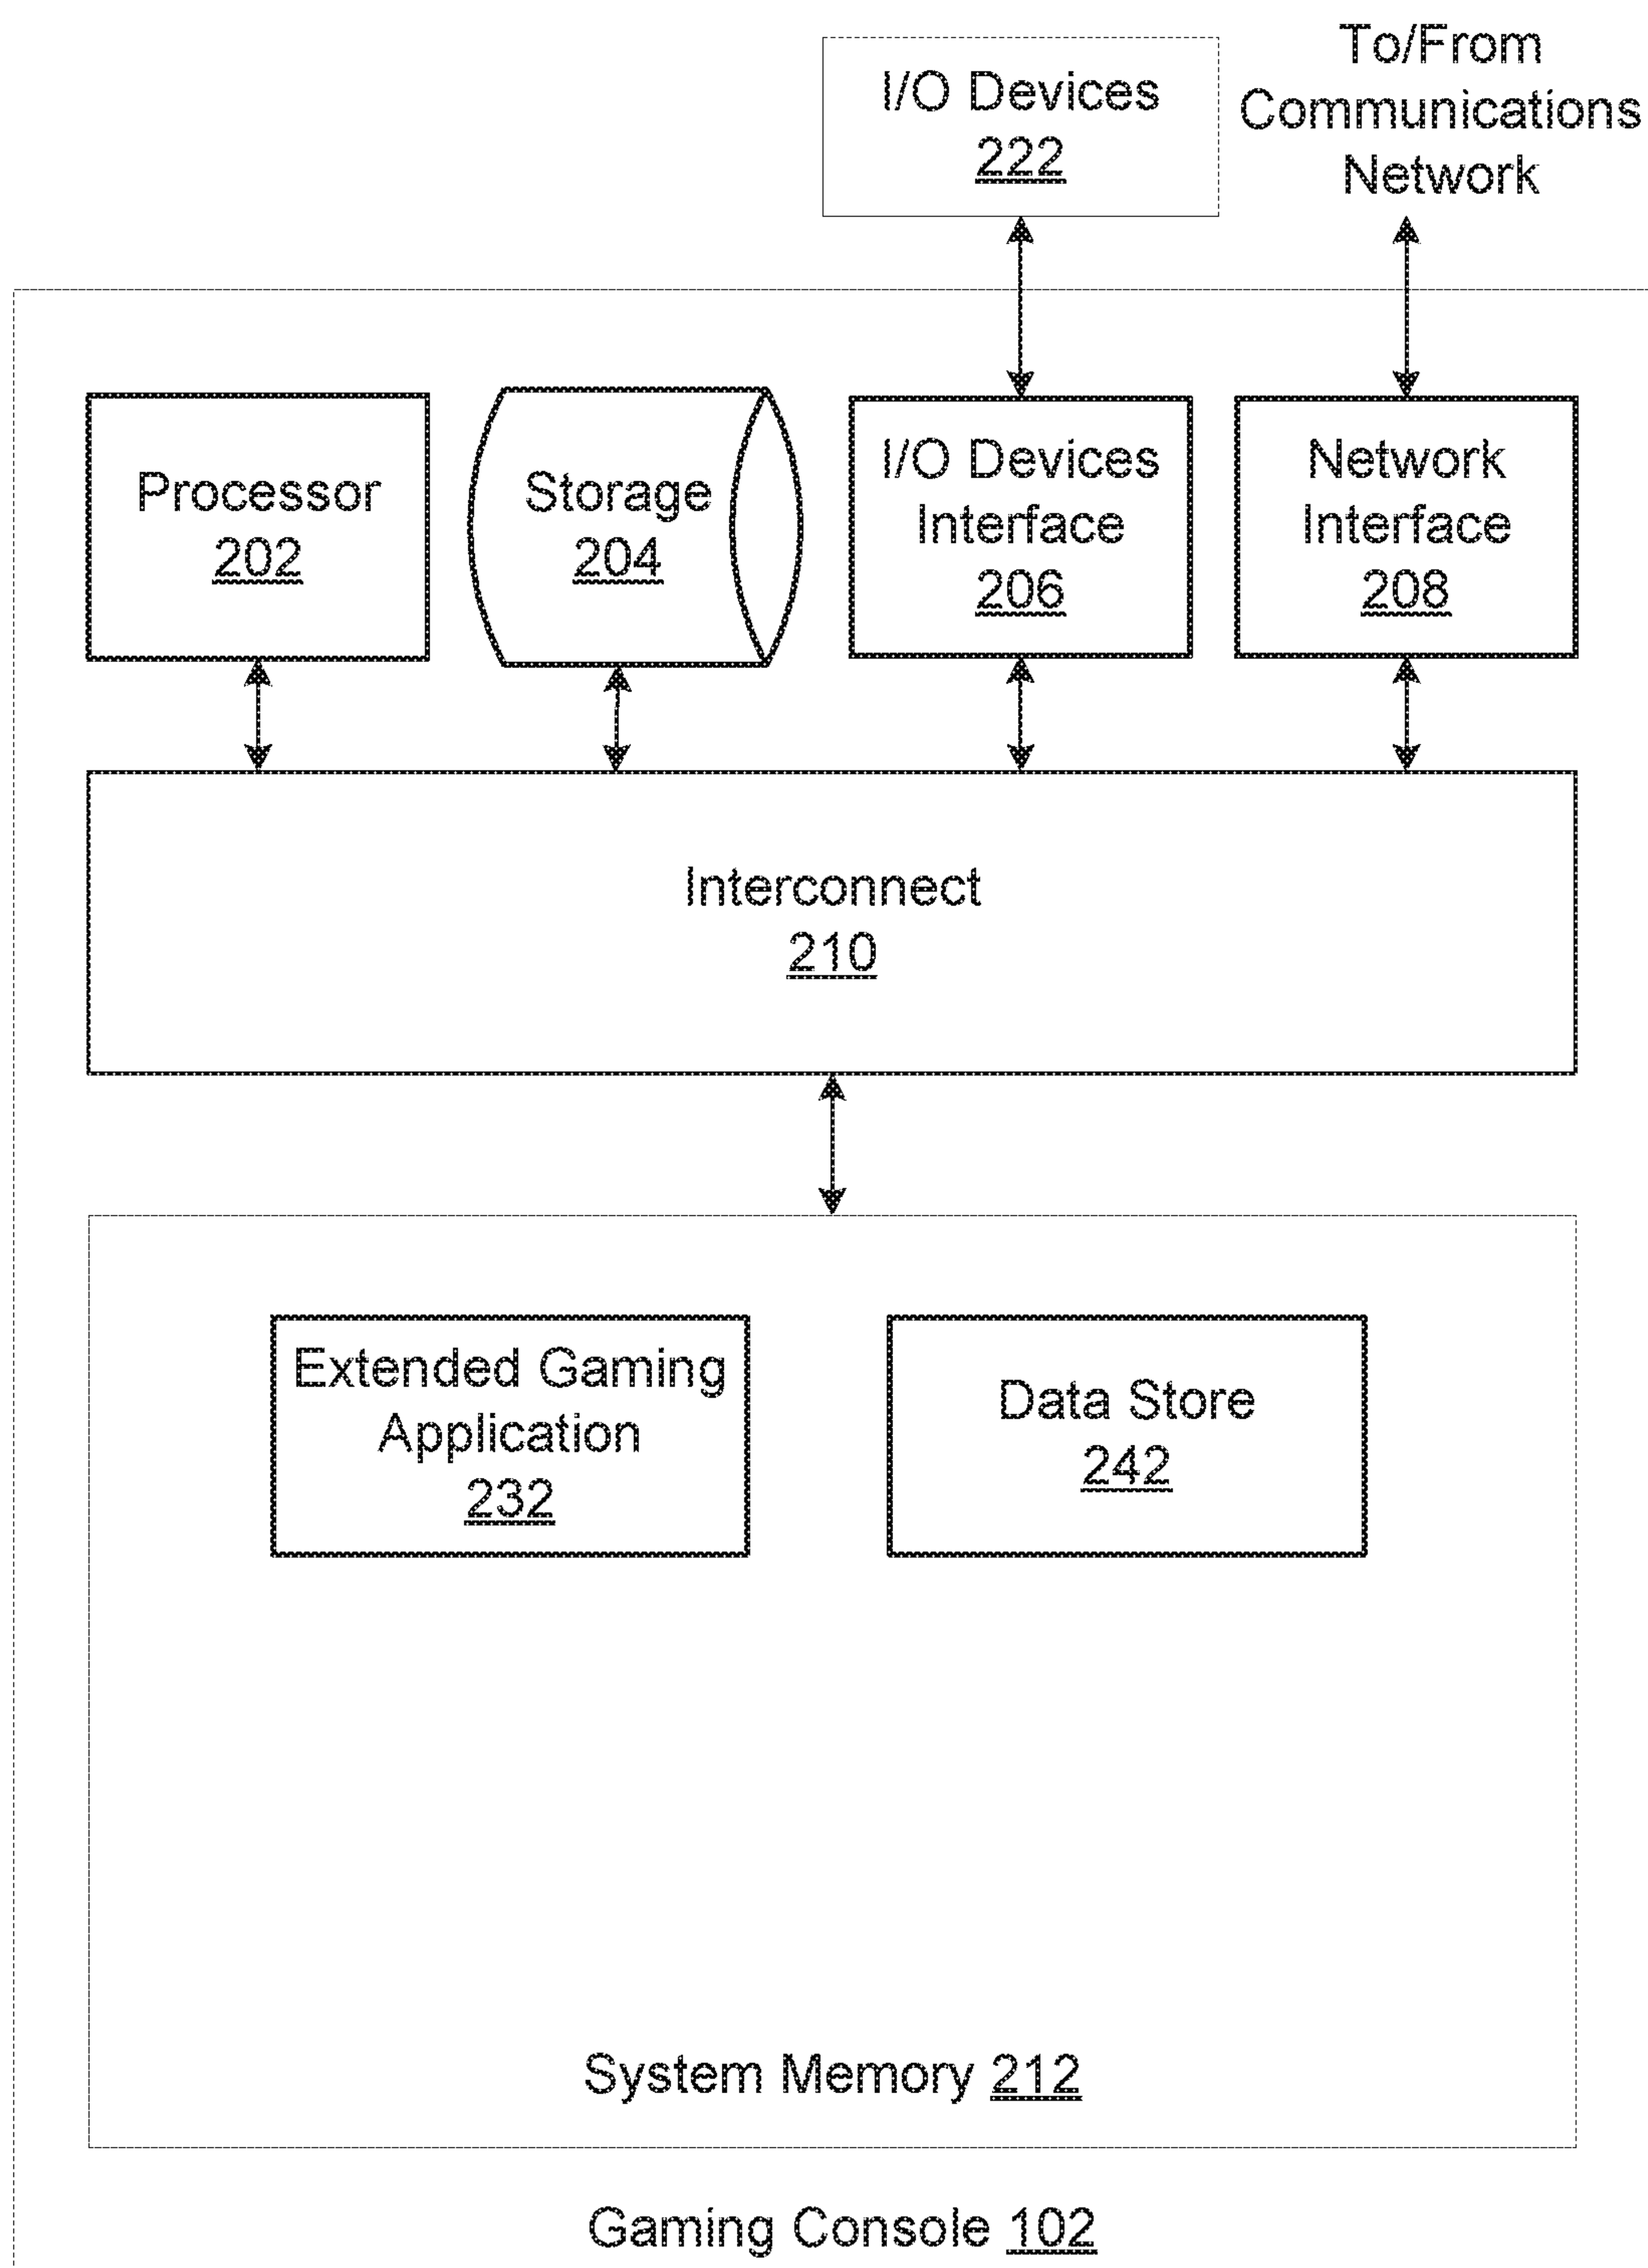 I/O Devices
222
To/From
Communications
Network
Processor
202
Storage
204
I/O Devices
Interface
206
Network
Interface
208
Interconnect
210
Extended Gaming
Application
232
Data Store
242
System Memory 212
Gaming Console 102